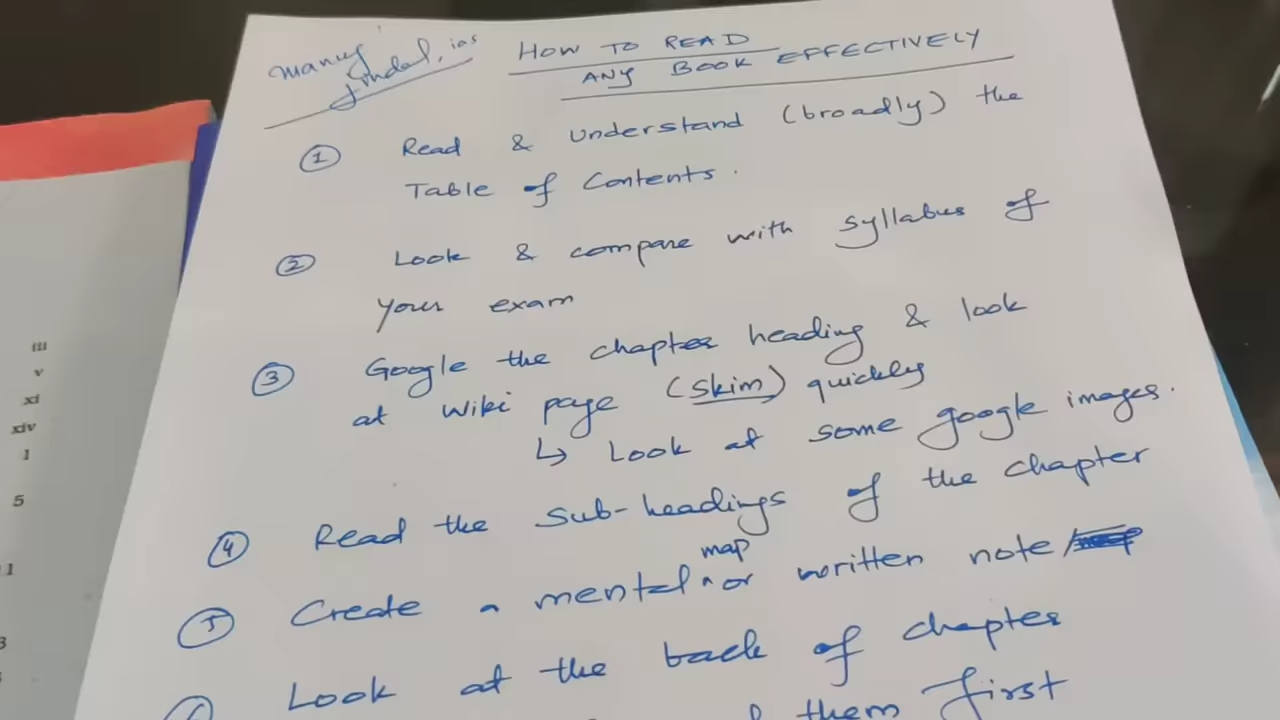 Manuj
Jindal, ias
HOW TO READ
ANY BOOK EFFECTIVELY
1 Read & understand (broadly) the
Table of Contents.
2 Look & compare with syllabus of
your exam
3 Google the chapter heading & look
at Wiki page (skim) quickly
↳ Look at some google images.
4 Read the sub-headings of the chapter
map
5 Create a mental ^ or written note/
Look at the back of chapter
them first
iii
v
xi
xiv
1
5